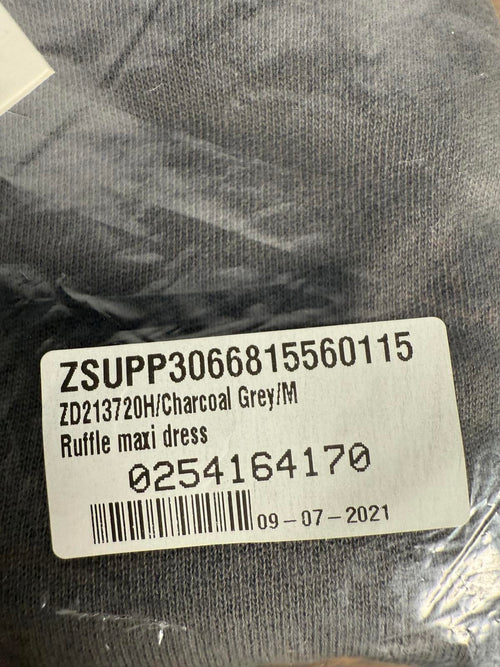 ZSUPP3066815560115
ZD213720H/Charcoal Grey/M
Ruffle maxi dress
0254164170
09-07-2021